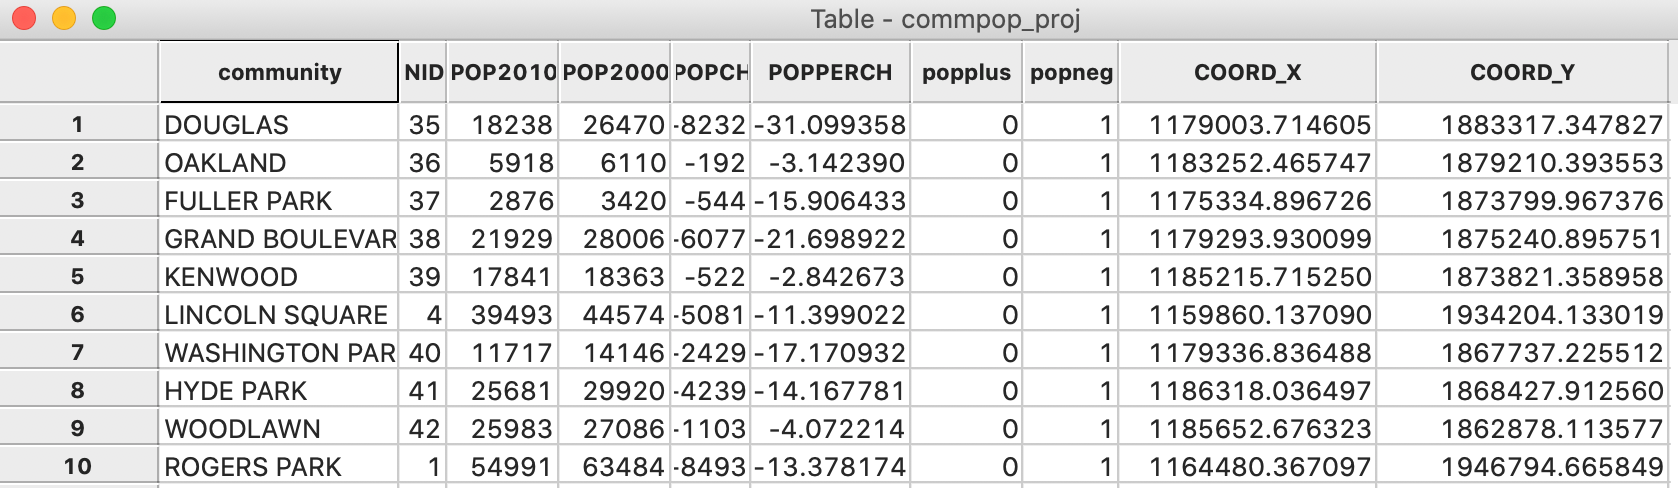 Table - commpop_proj
community NID POP2010 POP2000 POPCH POPPERCH popplus popneg COORD_X COORD_Y
1 DOUGLAS 35 18238 26470 -8232 -31.099358 0 1 1179003.714605 1883317.347827
2 OAKLAND 36 5918 6110 -192 -3.142390 0 1 1183252.465747 1879210.393553
3 FULLER PARK 37 2876 3420 -544 -15.906433 0 1 1175334.896726 1873799.967376
4 GRAND BOULEVAR 38 21929 28006 -6077 -21.698922 0 1 1179293.930099 1875240.895751
5 KENWOOD 39 17841 18363 -522 -2.842673 0 1 1185215.715250 1873821.358958
6 LINCOLN SQUARE 4 39493 44574 -5081 -11.399022 0 1 1159860.137090 1934204.133019
7 WASHINGTON PAR 40 11717 14146 -2429 -17.170932 0 1 1179336.836488 1867737.225512
8 HYDE PARK 41 25681 29920 -4239 -14.167781 0 1 1186318.036497 1868427.912560
9 WOODLAWN 42 25983 27086 -1103 -4.072214 0 1 1185652.676323 1862878.113577
10 ROGERS PARK 1 54991 63484 -8493 -13.378174 0 1 1164480.367097 1946794.665849